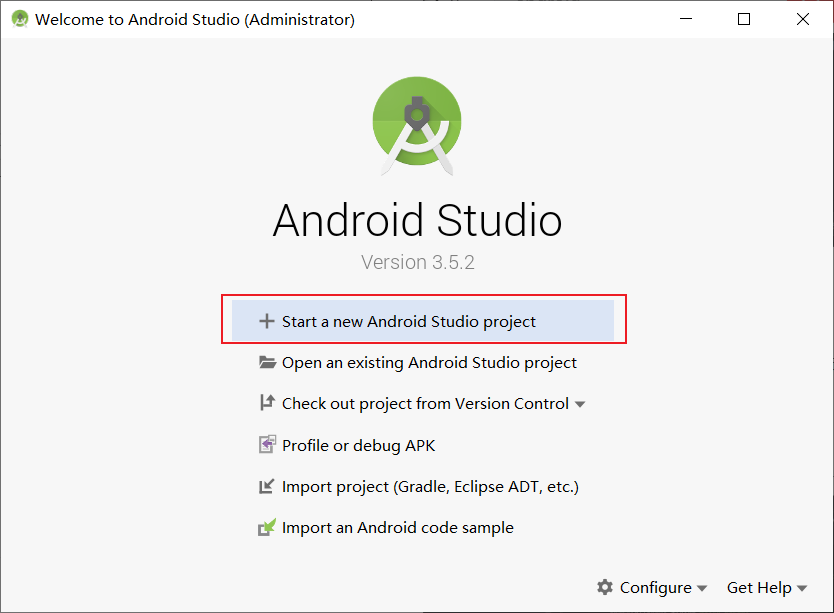 Welcome to Android Studio (Administrator)
Android Studio
Version 3.5.2
Start a new Android Studio project
Open an existing Android Studio project
Check out project from Version Control
Profile or debug APK
Import project (Gradle, Eclipse ADT, etc.)
Import an Android code sample
Configure Get Help